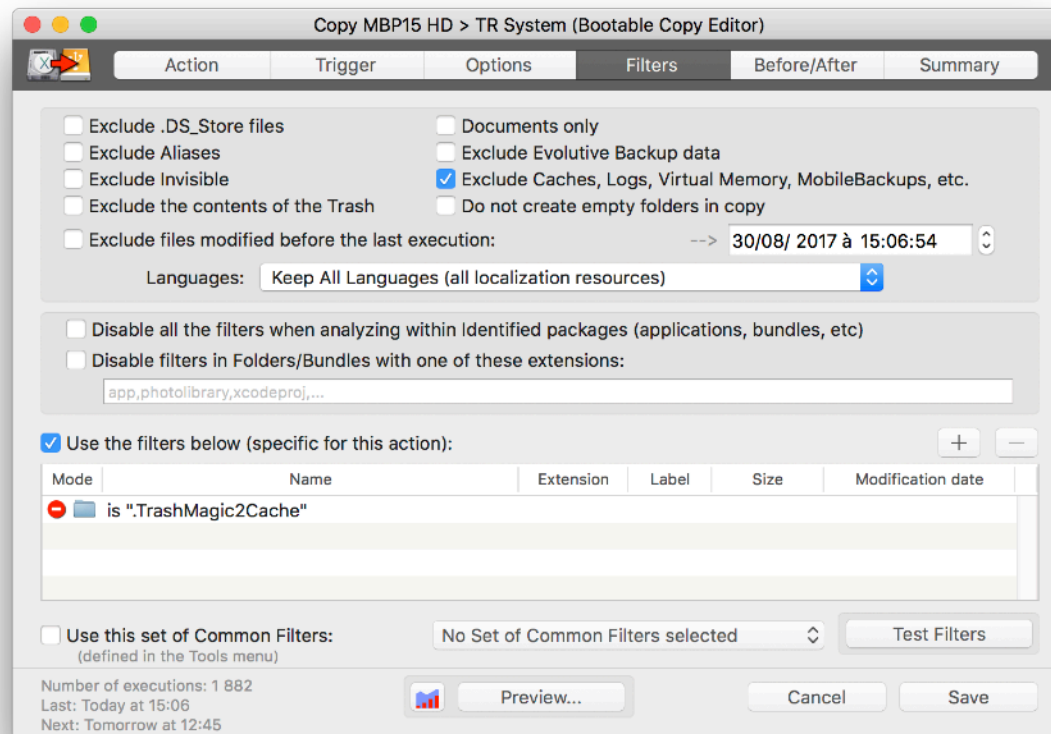 Copy MBP15 HD > TR System (Bootable Copy Editor)
Action Trigger Options Filters Before/After Summary
Exclude .DS_Store files Documents only
Exclude Aliases Exclude Evolutive Backup data
Exclude Invisible Exclude Caches, Logs, Virtual Memory, MobileBackups, etc.
Exclude the contents of the Trash Do not create empty folders in copy
Exclude files modified before the last execution: --> 30/08/ 2017 à 15:06:54
Languages: Keep All Languages (all localization resources)
Disable all the filters when analyzing within Identified packages (applications, bundles, etc)
Disable filters in Folders/Bundles with one of these extensions:
app,photolibrary,xcodeproj,...
Use the filters below (specific for this action): + −
Mode Name Extension Label Size Modification date
is ".TrashMagic2Cache"
Use this set of Common Filters: No Set of Common Filters selected Test Filters
(defined in the Tools menu)
Number of executions: 1 882
Last: Today at 15:06 Preview... Cancel Save
Next: Tomorrow at 12:45